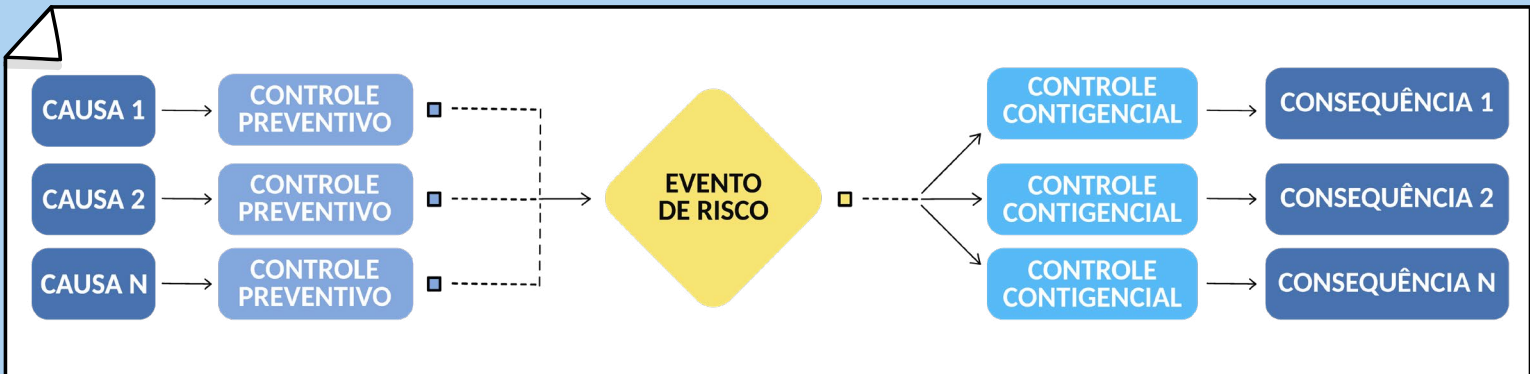 CAUSA 1
CONTROLE
PREVENTIVO
CAUSA 2
CONTROLE
PREVENTIVO
CAUSA N
CONTROLE
PREVENTIVO
EVENTO
DE RISCO
CONTROLE
CONTIGENCIAL
CONSEQUÊNCIA 1
CONTROLE
CONTIGENCIAL
CONSEQUÊNCIA 2
CONTROLE
CONTIGENCIAL
CONSEQUÊNCIA N